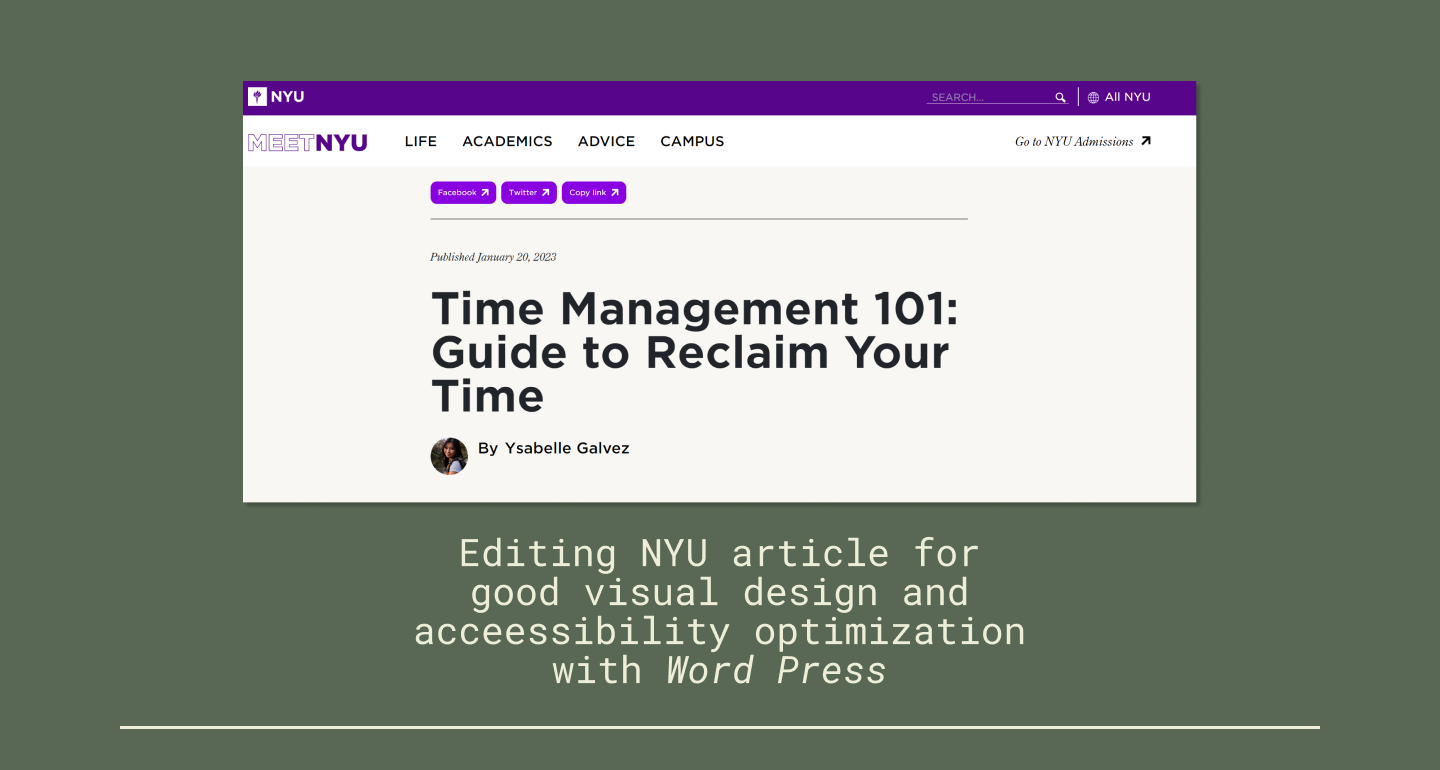 NYU
SEARCH...
All NYU
MEETNYU
LIFE
ACADEMICS
ADVICE
CAMPUS
Go to NYU Admissions
Facebook
Twitter
Copy link
Published January 20, 2023
Time Management 101:
Guide to Reclaim Your
Time
By Ysabelle Galvez
Editing NYU article for
good visual design and
acceessibility optimization
with Word Press